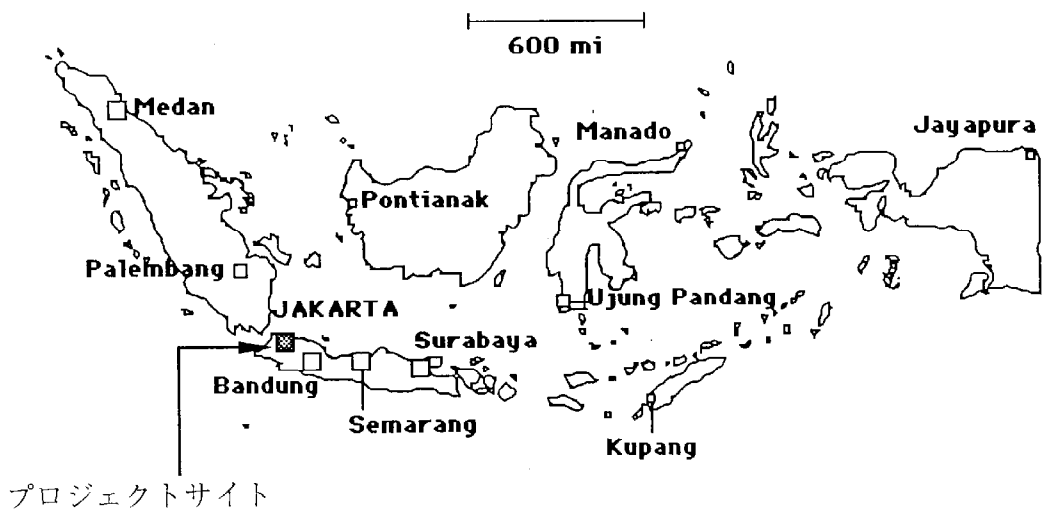 600 mi
Medan
Manado
Jayapura
Pontianak
Palembang
Ujung Pandang
JAKARTA
Surabaya
Bandung
Semarang
Kupang
プロジェクトサイト